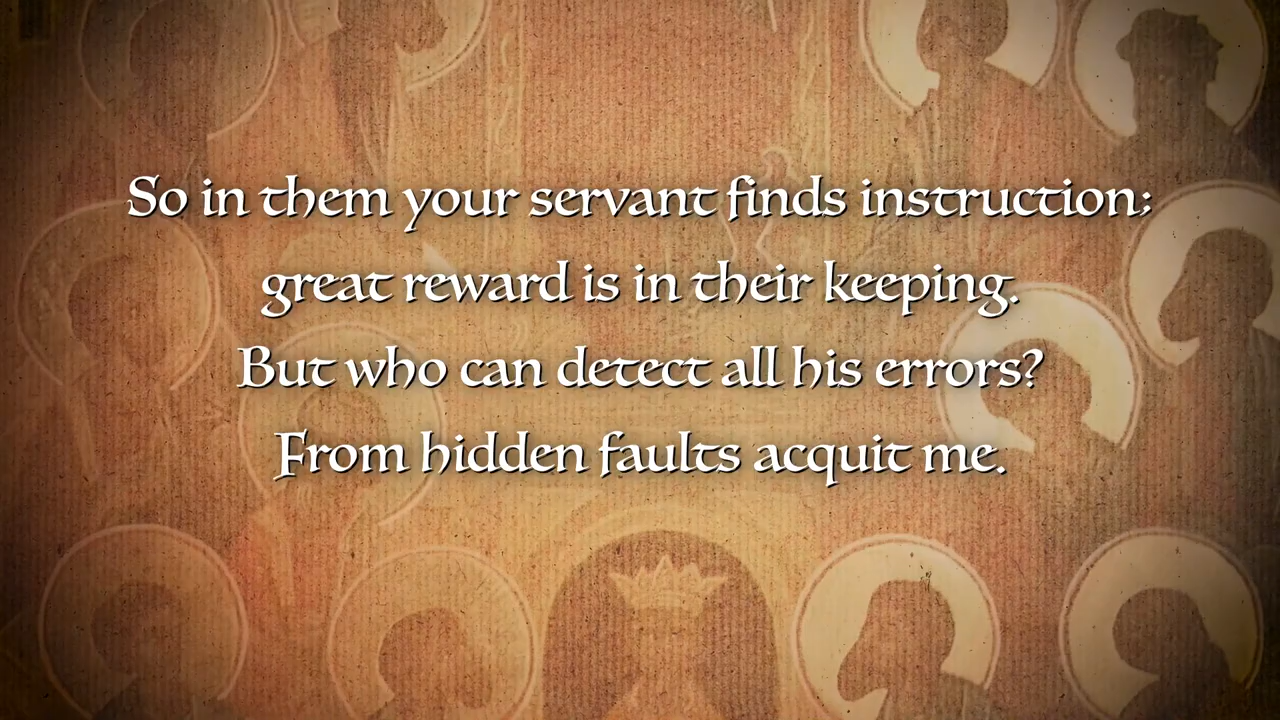 So in them your servant finds instruction;
great reward is in their keeping.
But who can detect all his errors?
From hidden faults acquit me.